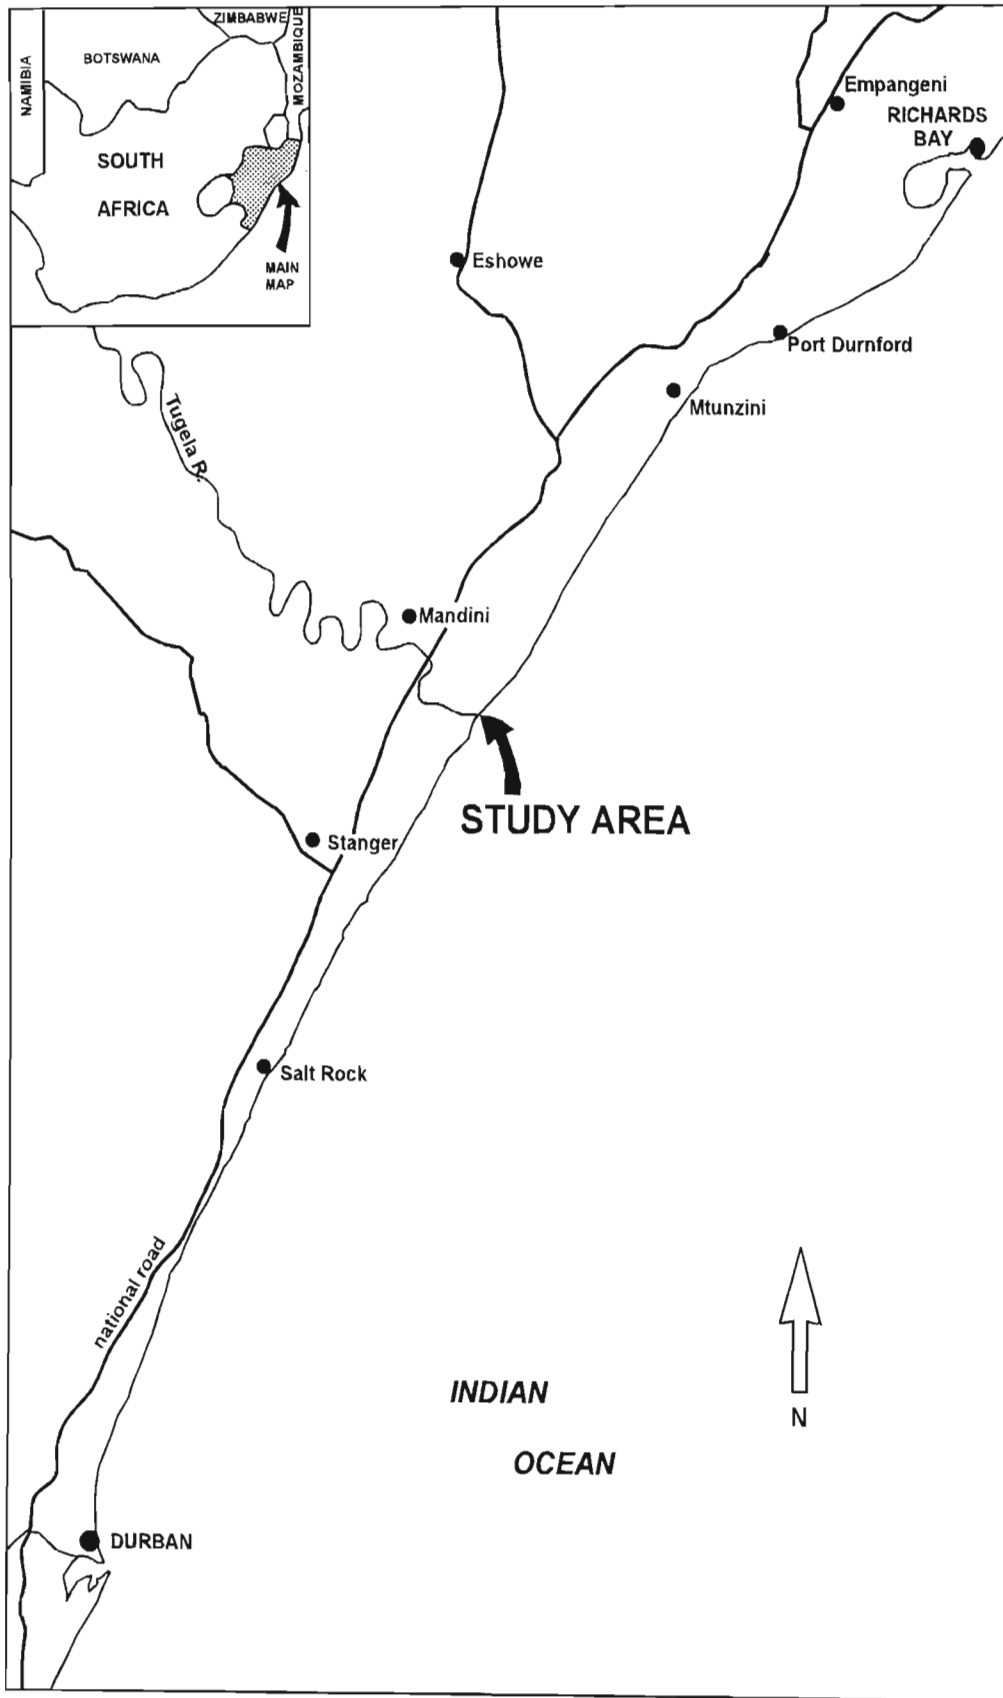 ZIMBABWE
MOZAMBIQUE
NAMIBIA
BOTSWANA
SOUTH
AFRICA
MAIN
MAP
Empangeni
RICHARDS
BAY
Eshowe
Port Durnford
Mtunzini
Tugela R.
Mandini
STUDY AREA
Stanger
Salt Rock
national road
INDIAN
OCEAN
N
DURBAN